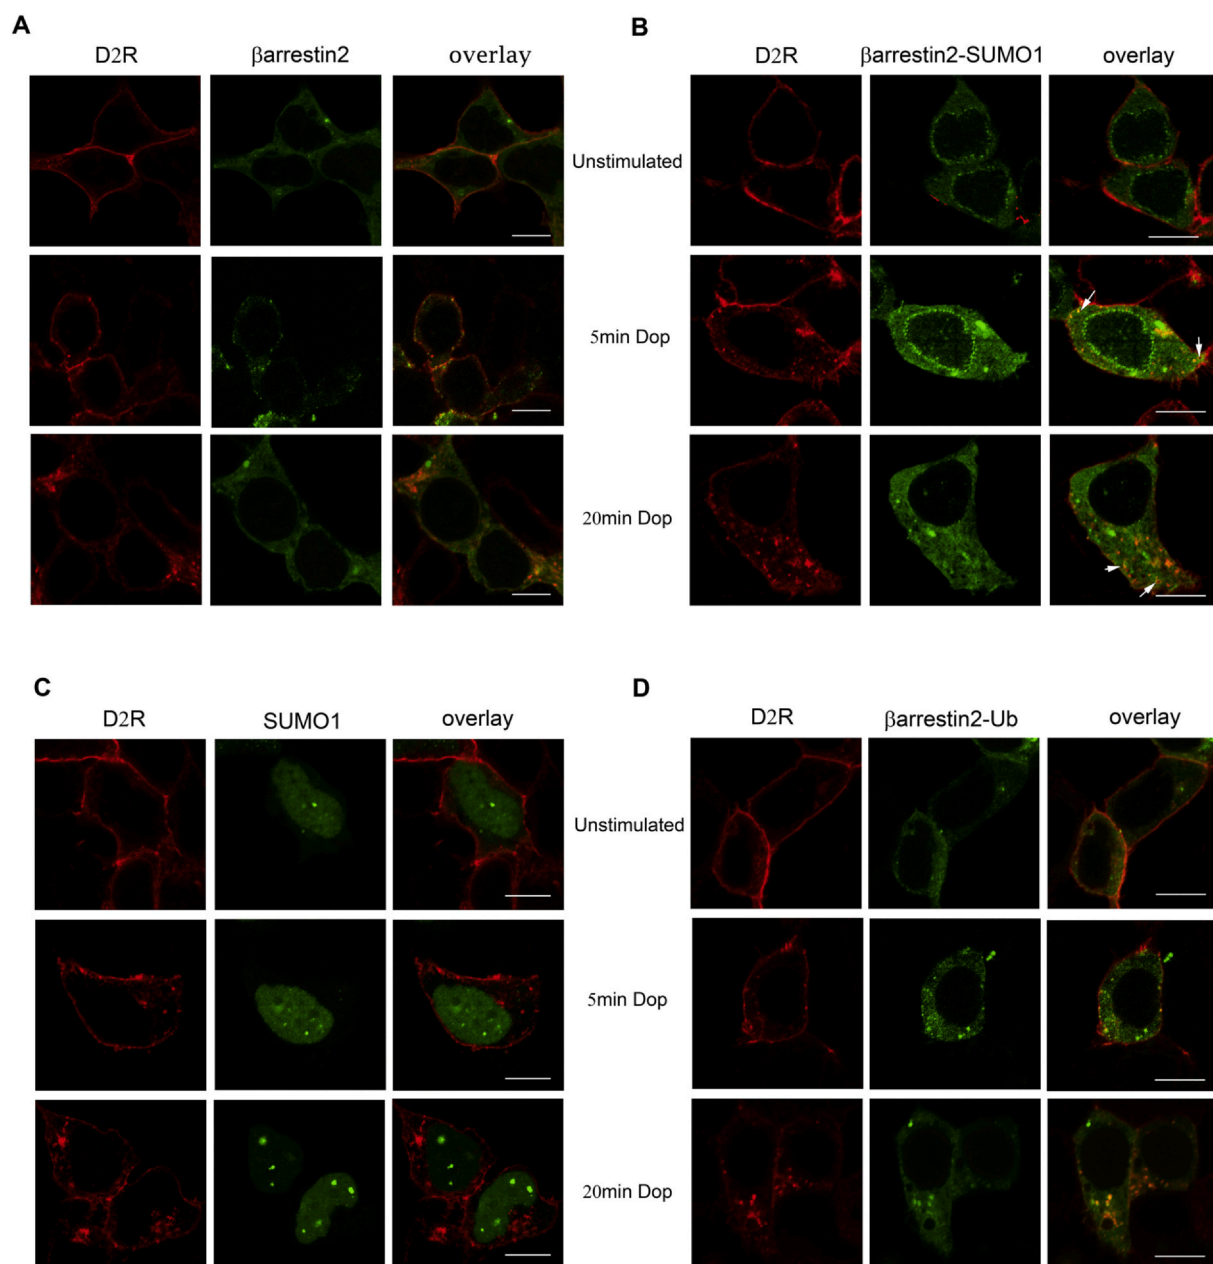 A
D2R
βarrestin2
overlay
B
D2R
βarrestin2-SUMO1
overlay
Unstimulated
5min Dop
20min Dop
C
D2R
SUMO1
overlay
D
D2R
βarrestin2-Ub
overlay
Unstimulated
5min Dop
20min Dop